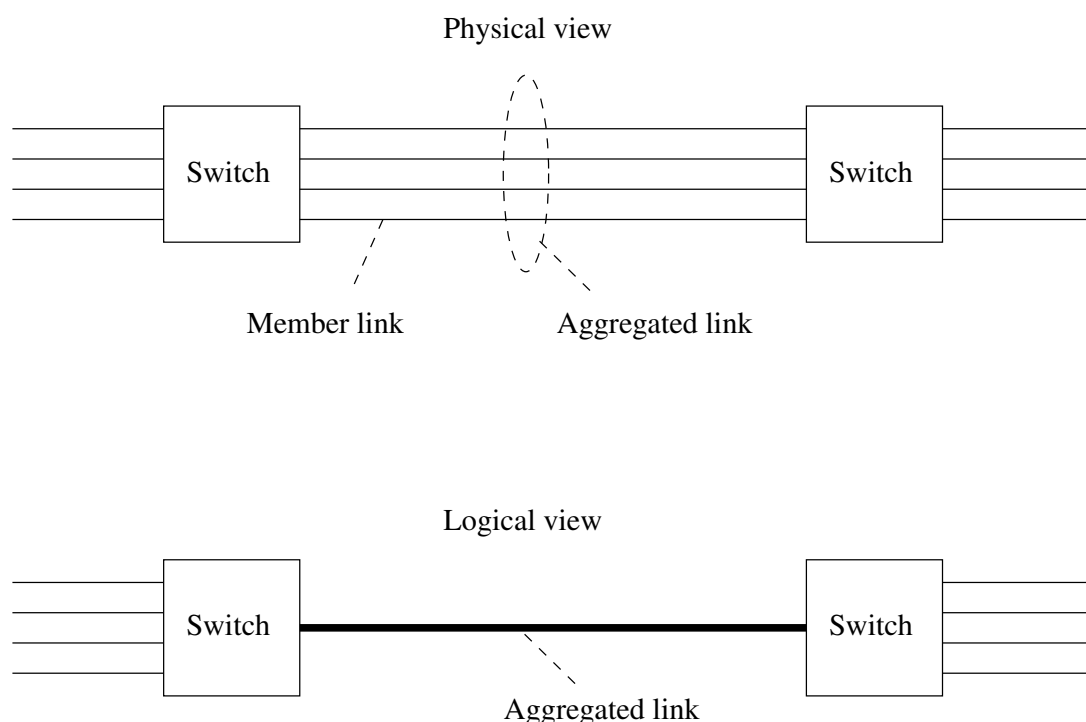 Physical view
Switch
Switch
Member link
Aggregated link
Logical view
Switch
Switch
Aggregated link